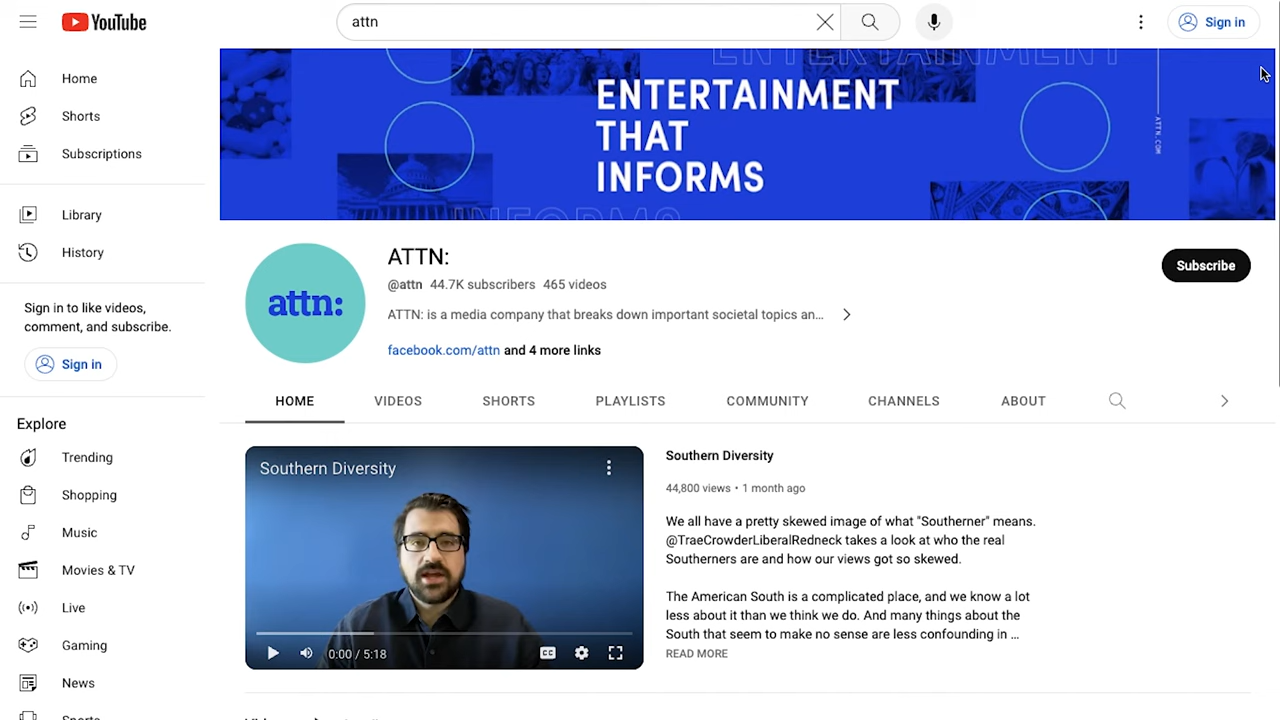 YouTube
attn
Sign in
Home
Shorts
Subscriptions
Library
History
Sign in to like videos,
comment, and subscribe.
Sign in
Explore
Trending
Shopping
Music
Movies & TV
Live
Gaming
News
Sports
ENTERTAINMENT
ENTERTAINMENT
THAT
INFORMS
INFORMS
ATTN.COM
attn:
ATTN:
@attn 44.7K subscribers 465 videos
ATTN: is a media company that breaks down important societal topics an...
facebook.com/attn and 4 more links
Subscribe
HOME VIDEOS SHORTS PLAYLISTS COMMUNITY CHANNELS ABOUT
Southern Diversity
0:00 / 5:18
CC
Southern Diversity
44,800 views • 1 month ago
We all have a pretty skewed image of what "Southerner" means.
@TraeCrowderLiberalRedneck takes a look at who the real
Southerners are and how our views got so skewed.
The American South is a complicated place, and we know a lot
less about it than we think we do. And many things about the
South that seem to make no sense are less confounding in ...
READ MORE